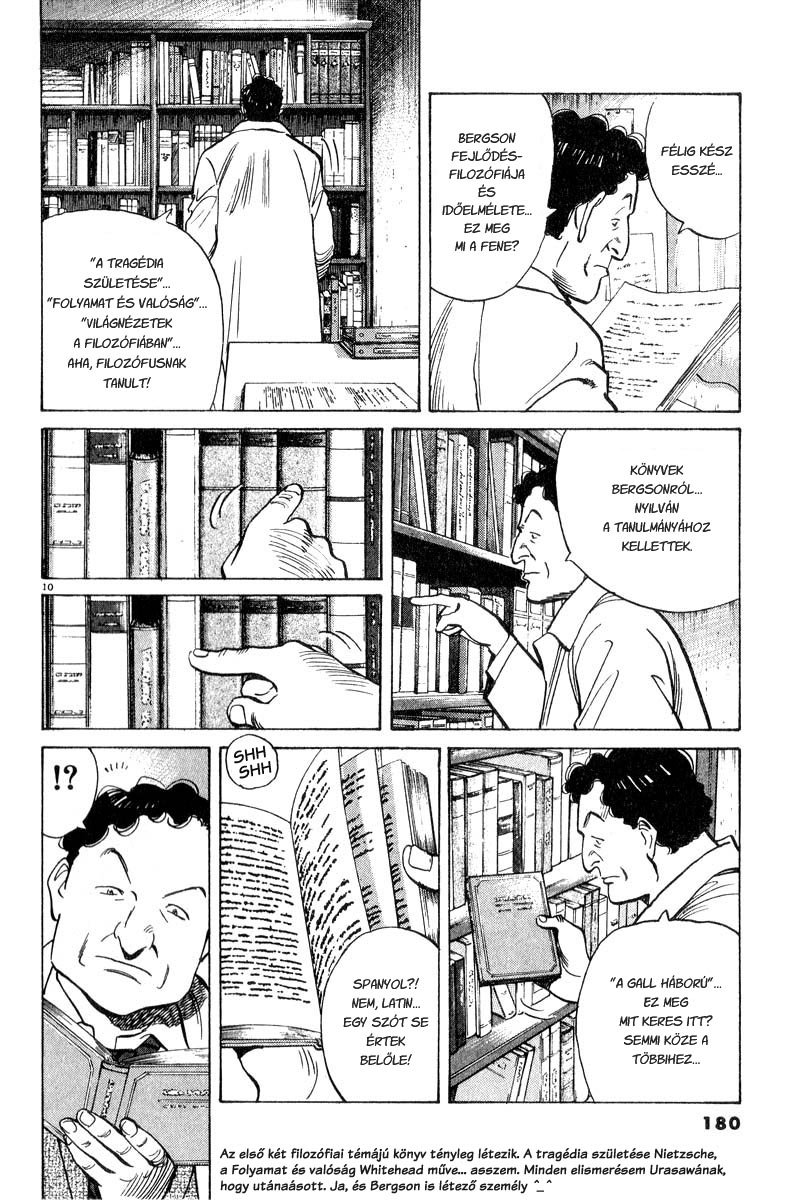 FÉLIG KÉSZ
ESSZÉ...
BERGSON
FEJLŐDÉS-
FILOZÓFIÁJA
ÉS
IDŐELMÉLETE...
EZ MEG
MI A FENE?
"A TRAGÉDIA
SZÜLETÉSE"...
"FOLYAMAT ÉS VALÓSÁG"...
"VILÁGNÉZETEK
A FILOZÓFIÁBAN"...
AHA, FILOZÓFUSNAK
TANULT!
KÖNYVEK
BERGSONRÓL...
NYILVÁN
A TANULMÁNYÁHOZ
KELLETTEK.
10
"A GALL HÁBORÚ"...
EZ MEG
MIT KERES ITT?
SEMMI KÖZE A
TÖBBIHEZ...
SHH
SHH
SPANYOL?!
NEM, LATIN...
EGY SZÓT SE
ÉRTEK
BELŐLE!
!?
180
Az első két filozófiai témájú könyv tényleg létezik. A tragédia születése Nietzsche,
a Folyamat és valóság Whitehead műve... asszem. Minden elismerésem Urasawának,
hogy utánaásott. Ja, és Bergson is létező személy ^_^